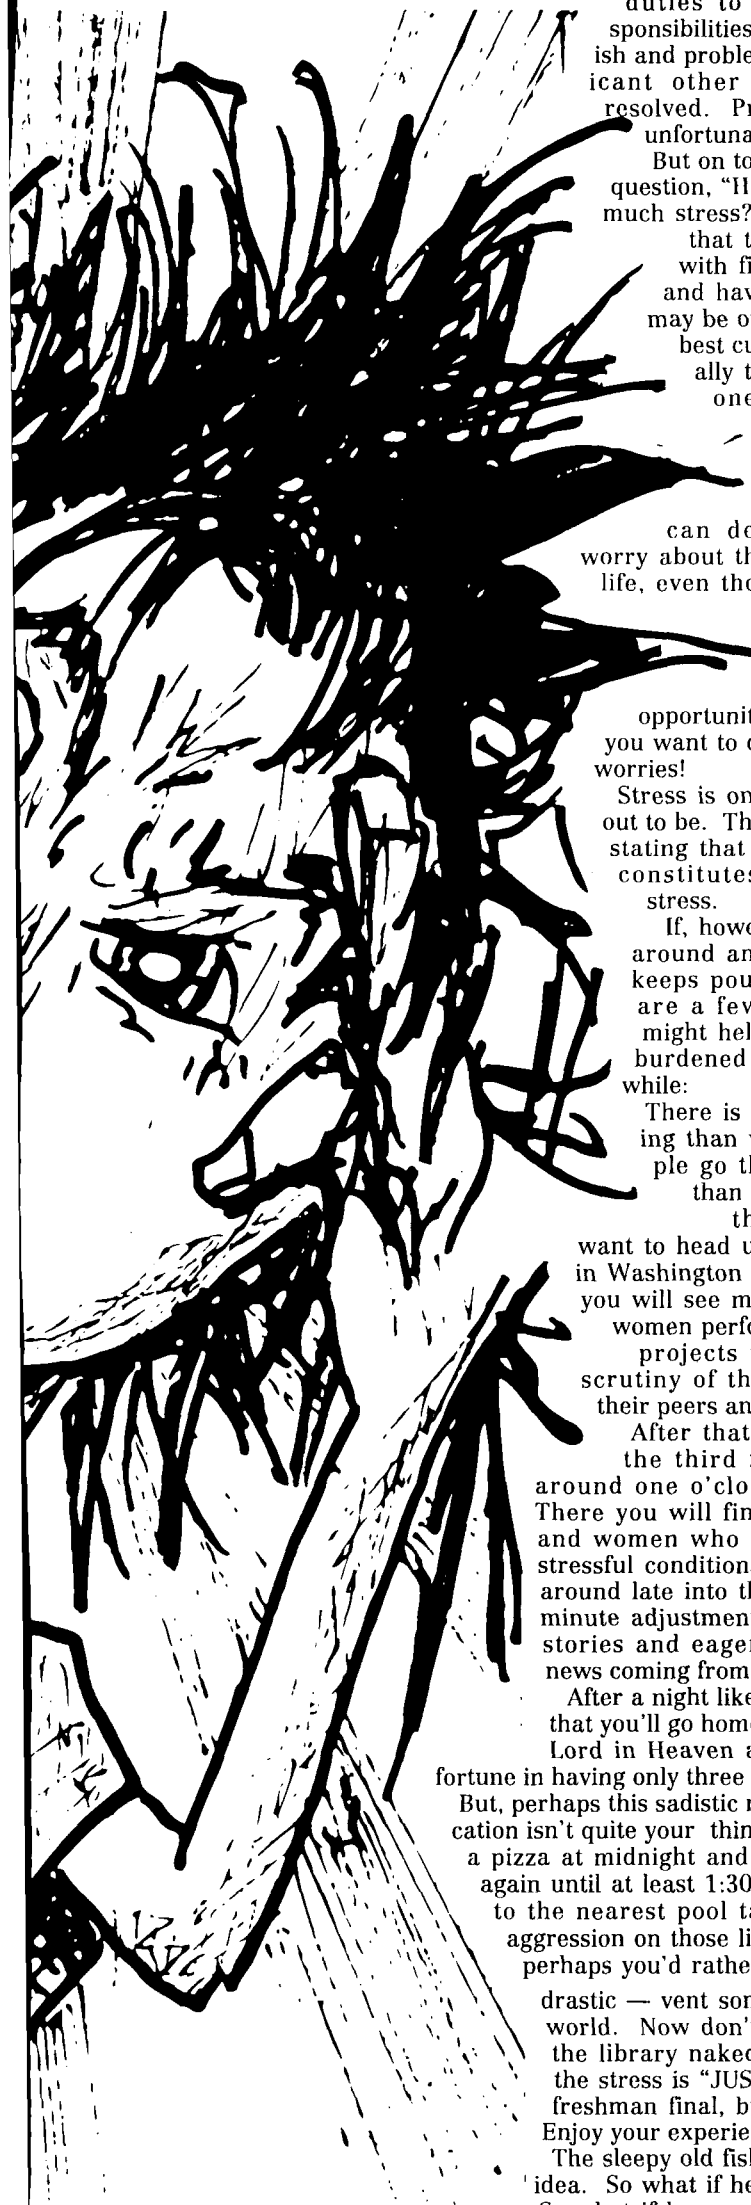 duties to
sponsibilities
ish and proble
icant other
resolved. Pr
unfortuna
But on to
question, “H
much stress?
that t
with fi
and hav
may be o
best cu
ally t
one
can do
worry about th
life, even tho
opportunit
you want to
worries!
Stress is on
out to be. Th
stating that
constitutes
stress.
If, howe
around an
keeps pou
are a few
might hel
burdened
while:
There is
ing than
ple go th
than
th
want to head u
in Washington
you will see m
women perfo
projects
scrutiny of th
their peers an
After that
the third
around one o'clo
There you will fin
and women who
stressful condition
around late into th
minute adjustmen
stories and eager
news coming from
After a night like
that you'll go home
Lord in Heaven a
fortune in having only three
But, perhaps this sadistic
cation isn't quite your thin
a pizza at midnight and
again until at least 1:30
to the nearest pool ta
aggression on those li
perhaps you'd rathe
drastic — vent som
world. Now don'
the library naked
the stress is “JUS
freshman final, b
Enjoy your experie
The sleepy old fish
idea. So what if he